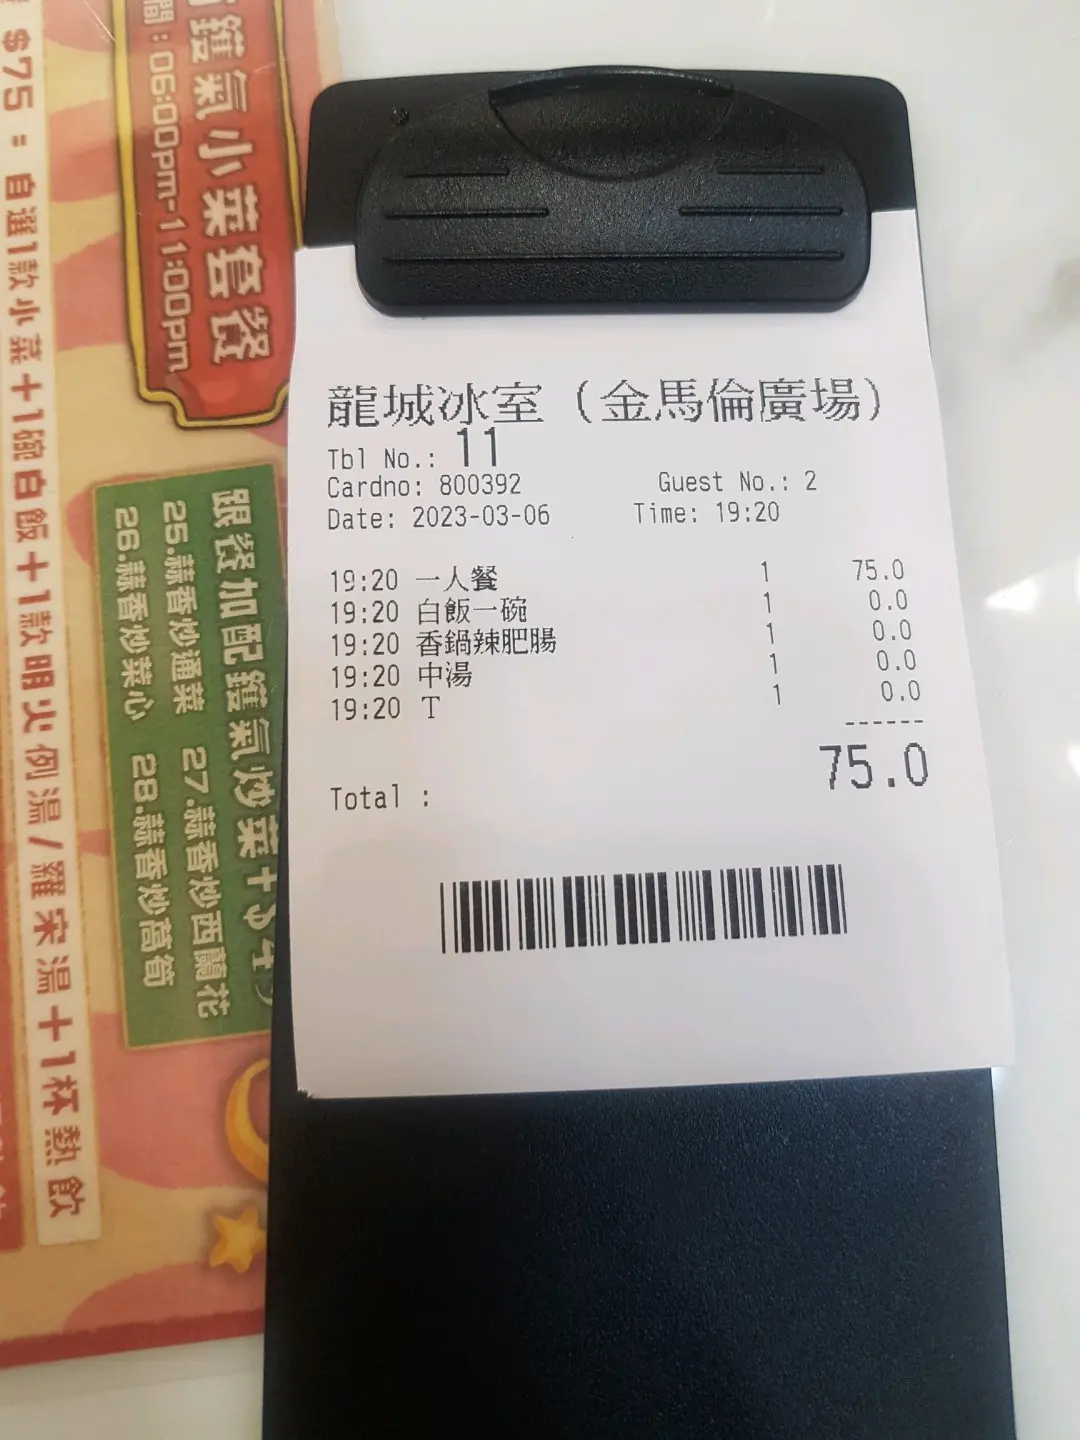 龍城冰室（金馬倫廣場）
Tbl No.: 11
Cardno: 800392 Guest No.: 2
Date: 2023-03-06 Time: 19:20
19:20 一人餐 1 75.0
19:20 白飯一碗 1 0.0
19:20 香鍋辣肥腸 1 0.0
19:20 中湯 1 0.0
19:20 T 1 0.0
------
Total : 75.0
鑊氣小菜套餐
間：06:00pm-11:00pm
$75 = 自選1款小菜＋1碗白飯＋1款明火例湯/羅宋湯＋1杯熱飲
跟餐加配鑊氣炒菜+$4
25.蒜香炒通菜 27.蒜香炒西蘭花
26.蒜香炒菜心 28.蒜香炒萵筍